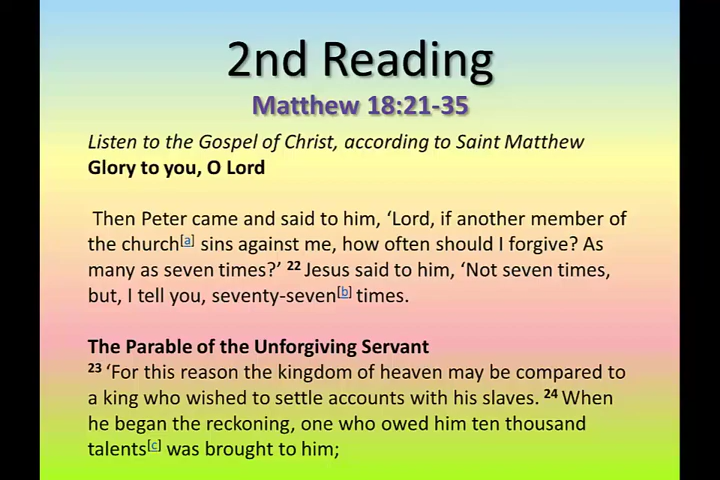 2nd Reading
Matthew 18:21-35
Listen to the Gospel of Christ, according to Saint Matthew
Glory to you, O Lord
Then Peter came and said to him, ‘Lord, if another member of
the church[a] sins against me, how often should I forgive? As
many as seven times?’ 22 Jesus said to him, ‘Not seven times,
but, I tell you, seventy-seven[b] times.
The Parable of the Unforgiving Servant
23 ‘For this reason the kingdom of heaven may be compared to
a king who wished to settle accounts with his slaves. 24 When
he began the reckoning, one who owed him ten thousand
talents[c] was brought to him;